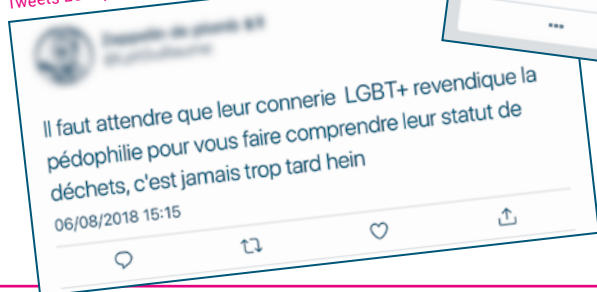 Tweets
Il faut attendre que leur connerie LGBT+ revendique la
pédophilie pour vous faire comprendre leur statut de
déchets, c'est jamais trop tard hein
06/08/2018 15:15